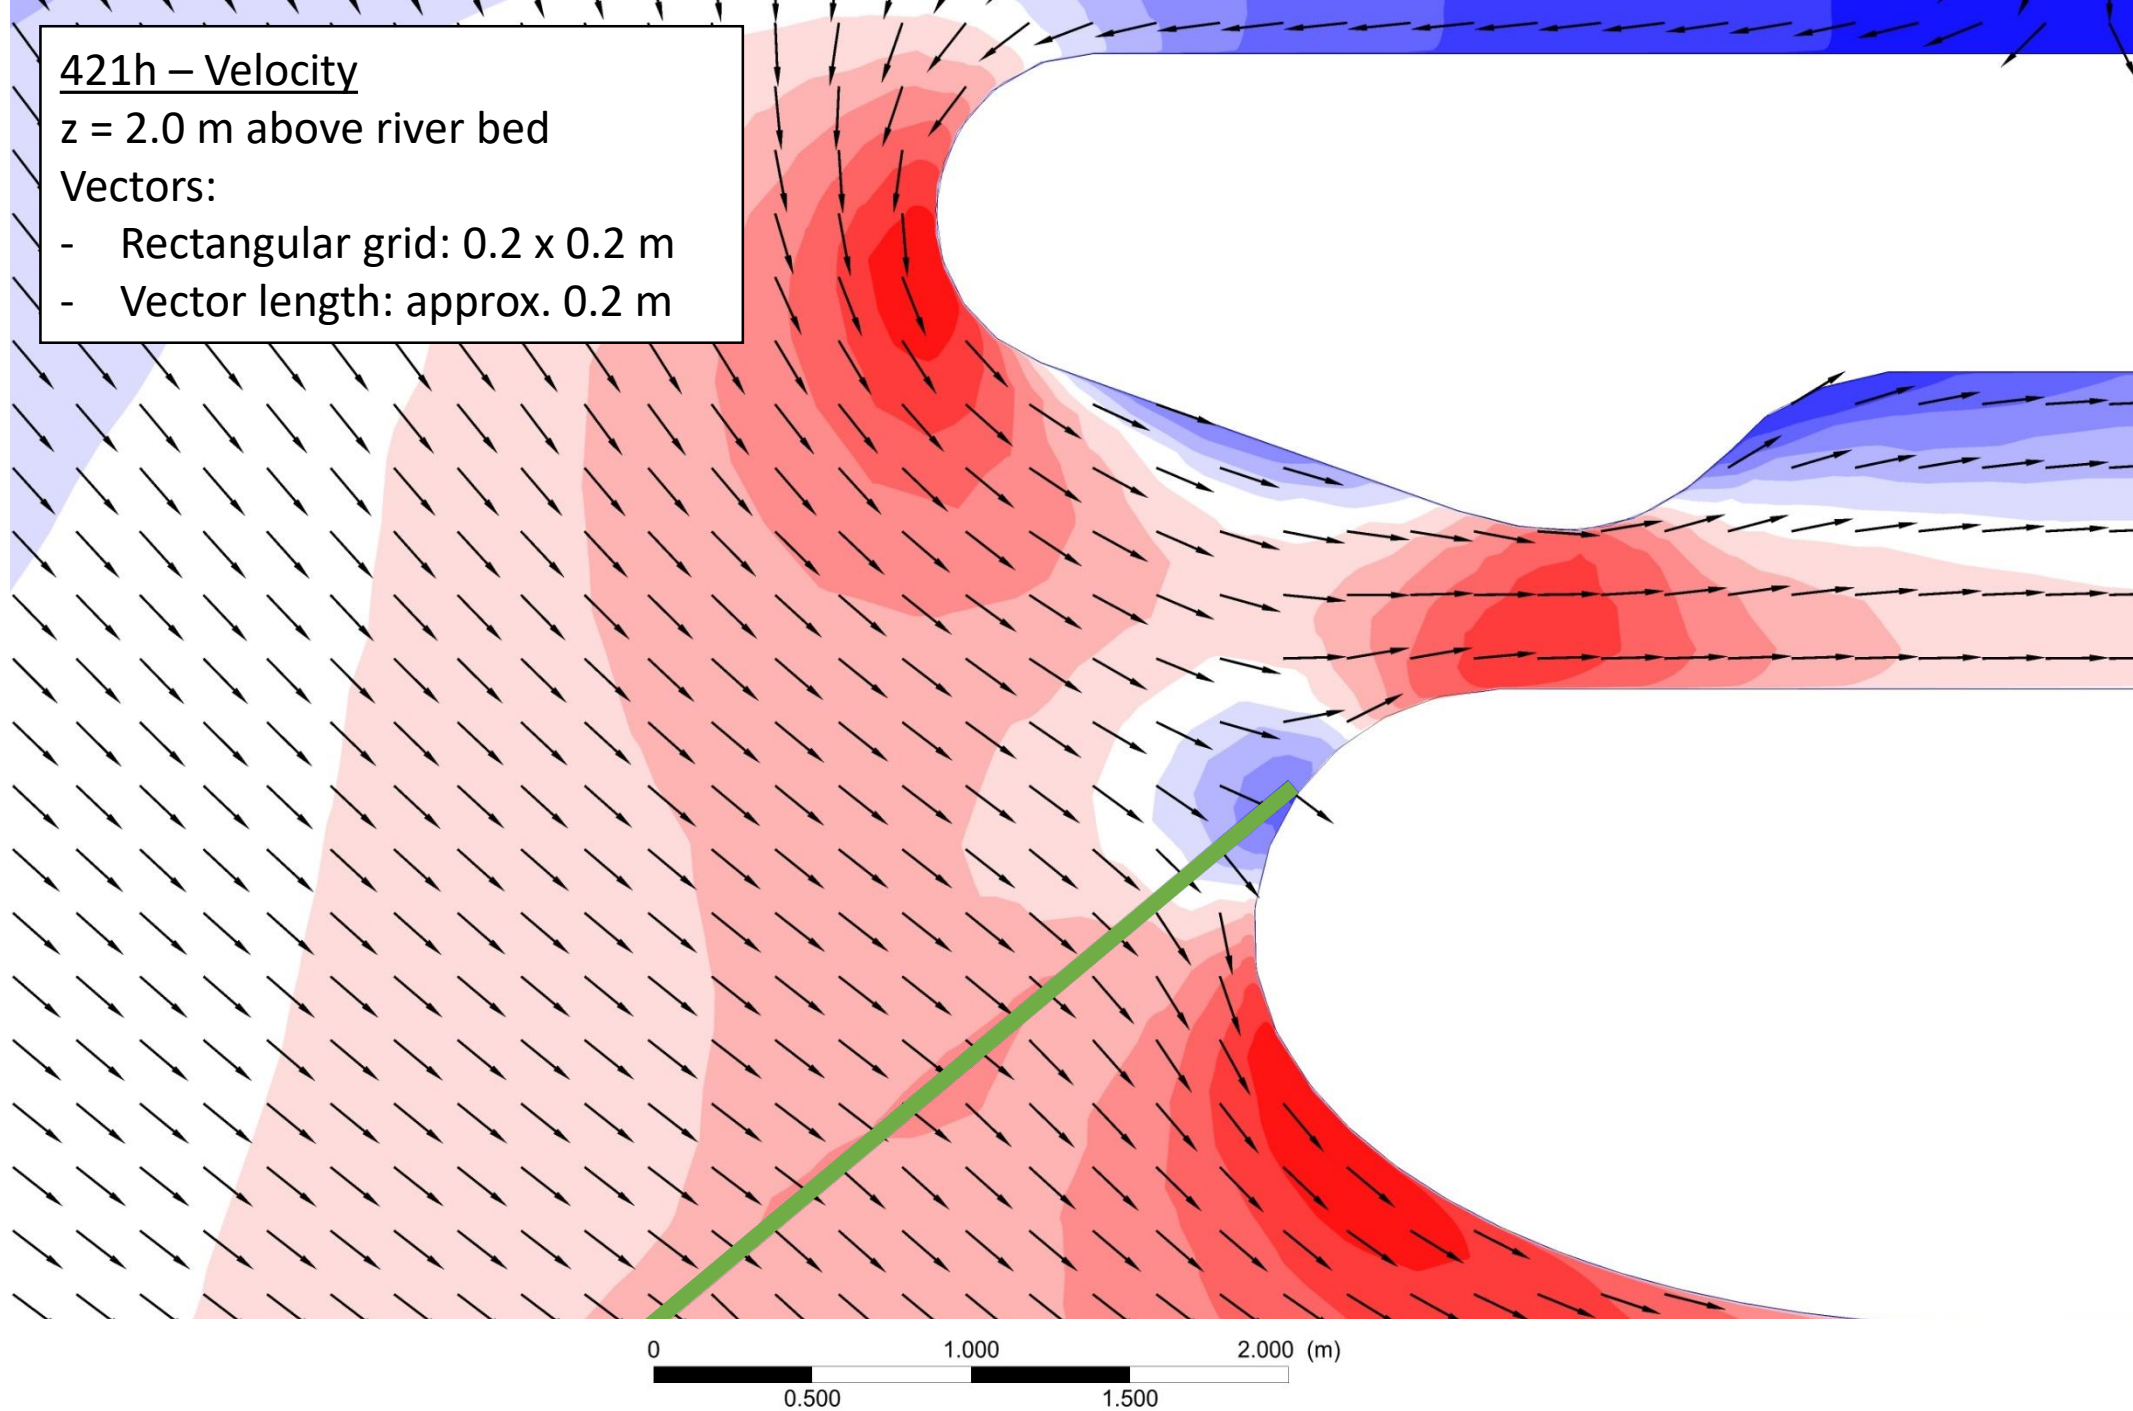 421h – Velocity
z = 2.0 m above river bed
Vectors:
- Rectangular grid: 0.2 x 0.2 m
- Vector length: approx. 0.2 m
0 1.000 2.000 (m)
0.500 1.500